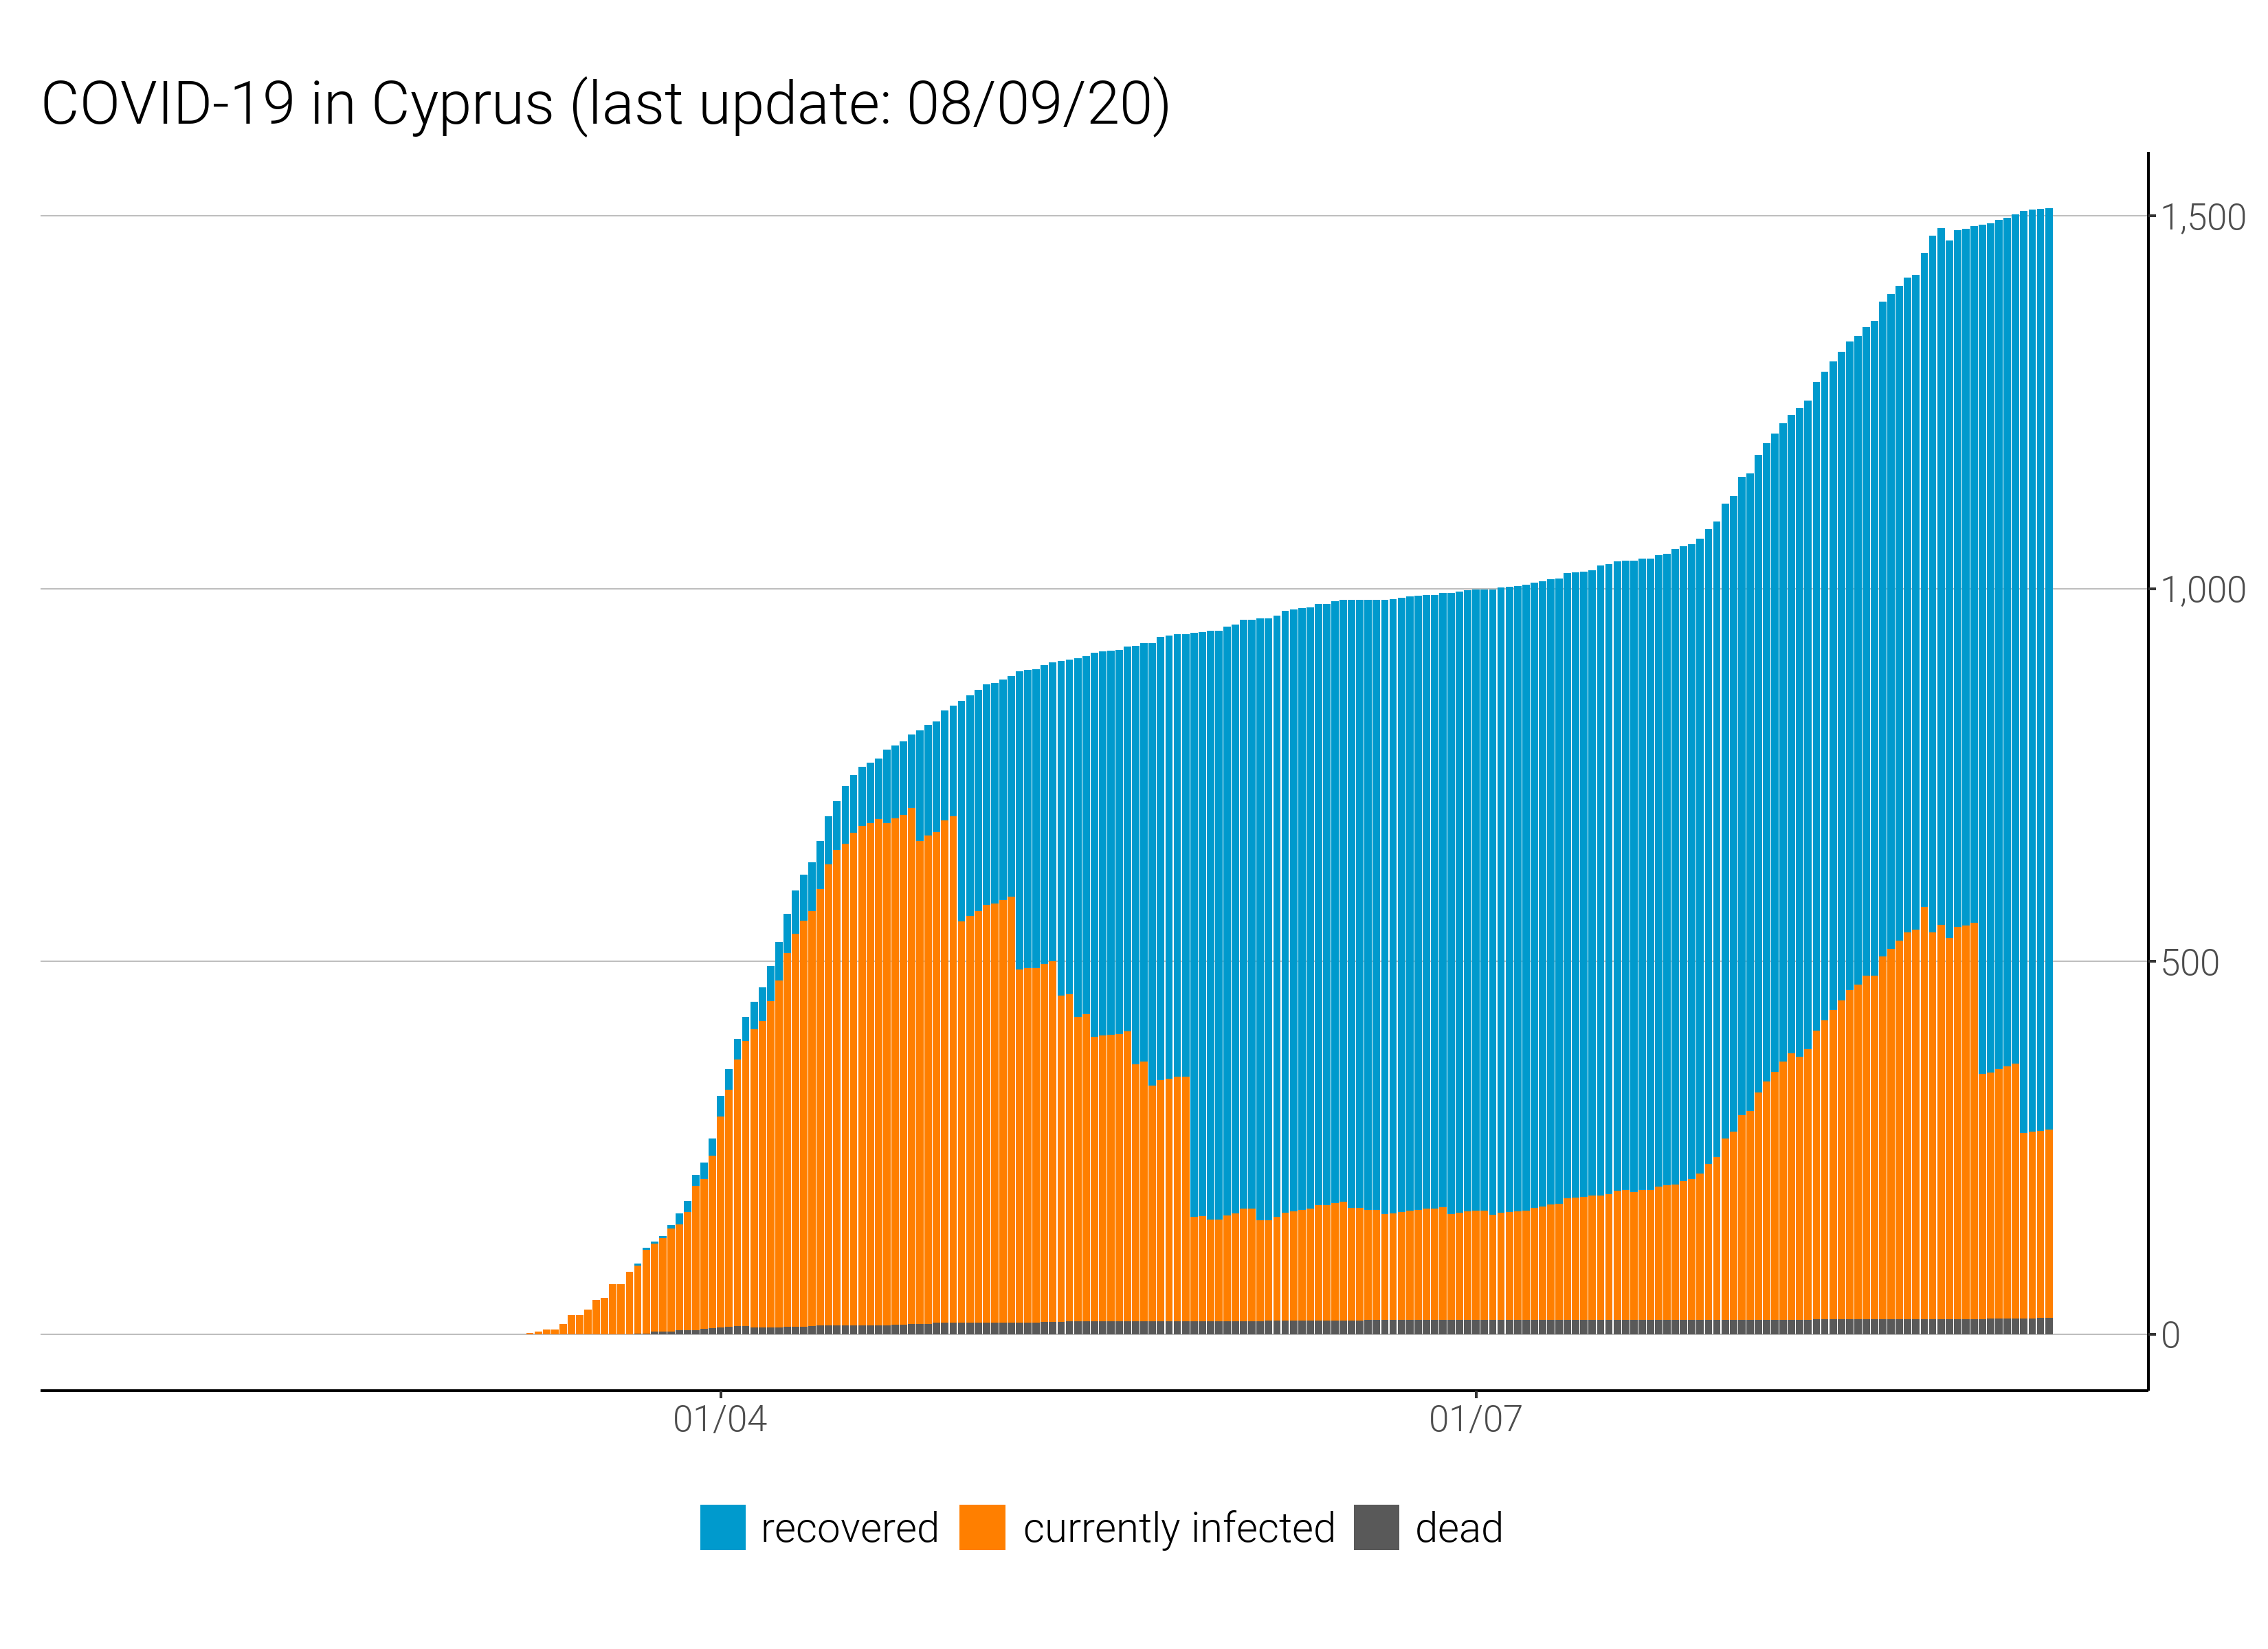 COVID-19 in Cyprus (last update: 08/09/20)
1,500
1,000
500
0
01/04 01/07
recovered currently infected dead